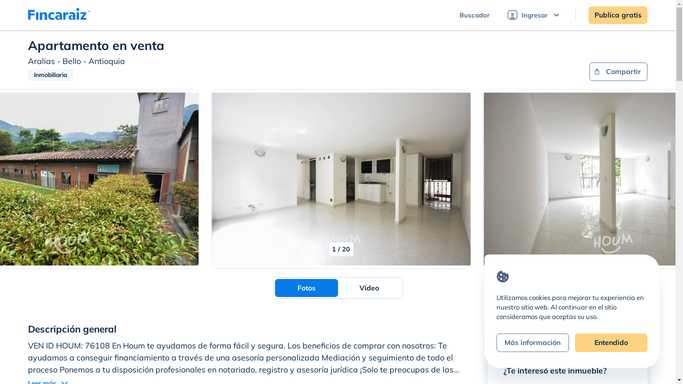 Fincaraiz
Buscador
Ingresar
Publica gratis
Apartamento en venta
Aralias - Bello - Antioquia
Inmobiliaria
Compartir
HOUM
1 / 20
HOUM
Fotos
Video
Utilizamos cookies para mejorar tu experiencia en
nuestro sitio web. Al continuar en el sitio
consideramos que aceptas su uso.
Más información
Entendido
¿Te interesó este inmueble?
Descripción general
VEN ID HOUM: 76108 En Houm te ayudamos de forma fácil y segura. Los beneficios de comprar con nosotros: Te
ayudamos a conseguir financiamiento a través de una asesoría personalizada Mediación y seguimiento de todo el
proceso Ponemos a tu disposición profesionales en notariado, registro y asesoría jurídica ¡Solo te preocupas de las...
Leer más